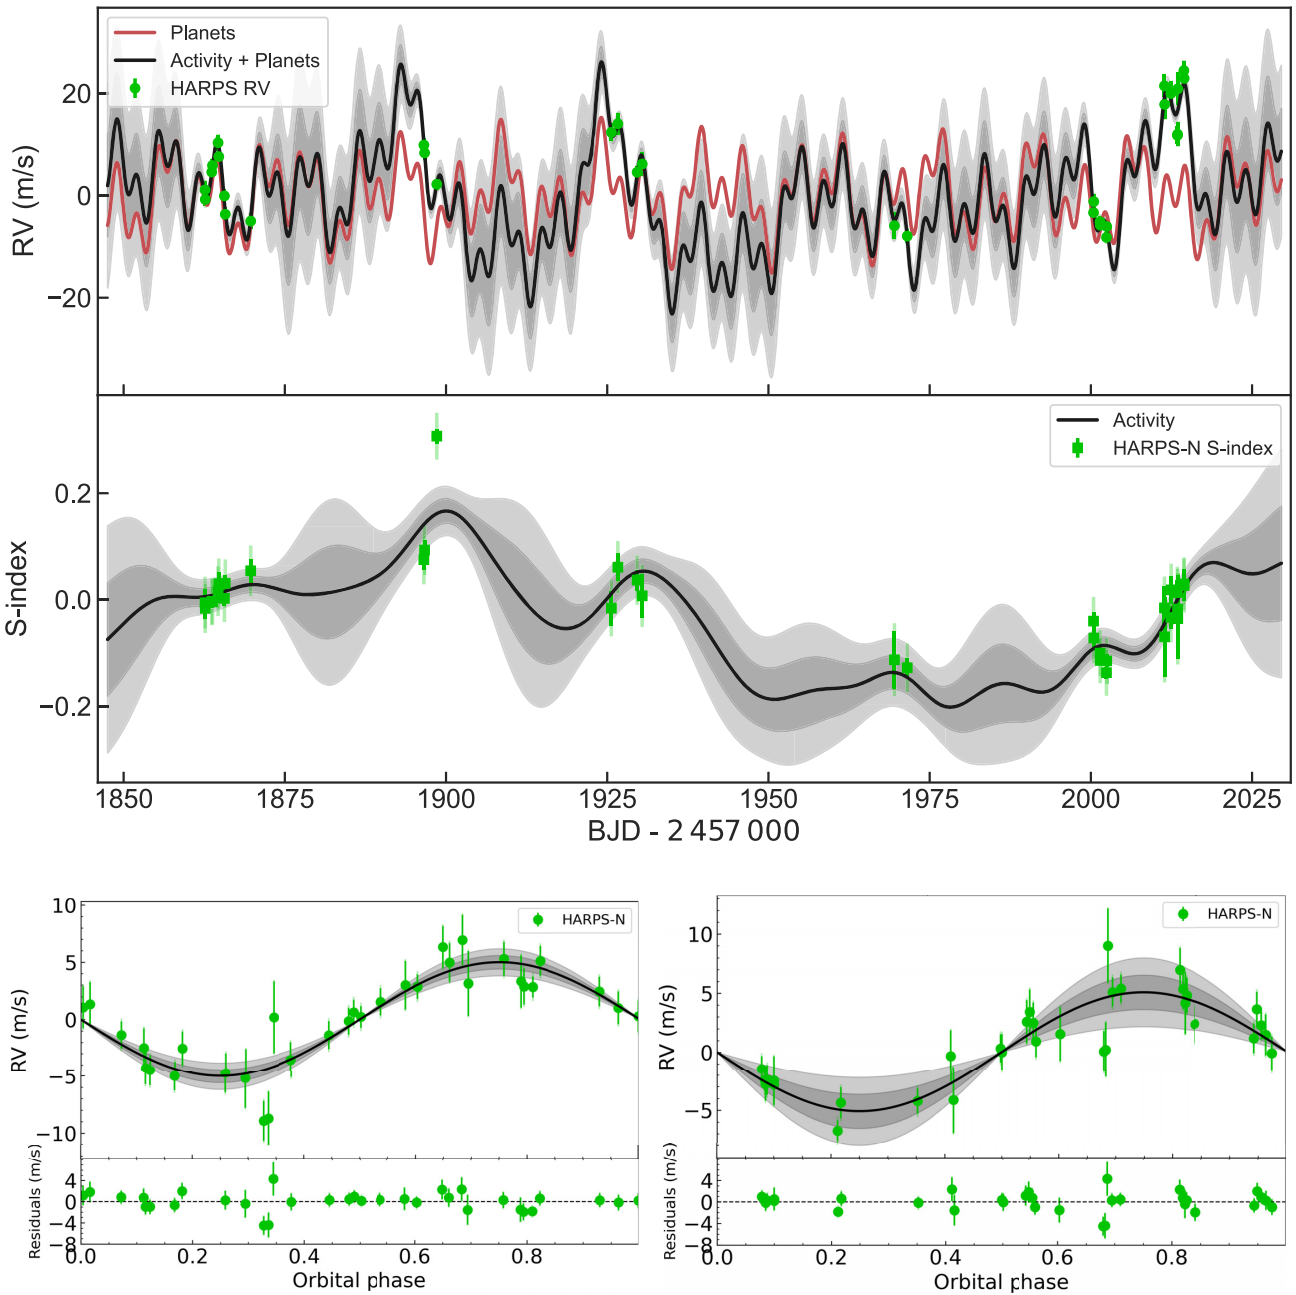 Planets
Activity + Planets
HARPS RV
RV (m/s)
20
0
−20
Activity
HARPS-N S-index
S-index
0.2
0.0
−0.2
1850 1875 1900 1925 1950 1975 2000 2025
BJD - 2 457 000
HARPS-N
RV (m/s)
10
5
0
−5
−10
Residuals (m/s)
4
0
−4
−8
0.0 0.2 0.4 0.6 0.8
Orbital phase
HARPS-N
RV (m/s)
10
5
0
−5
Residuals (m/s)
4
0
−4
−8
0.0 0.2 0.4 0.6 0.8
Orbital phase